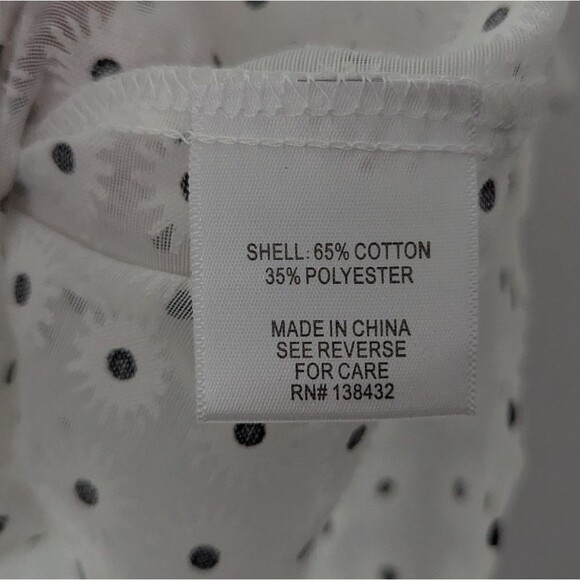 SHELL: 65% COTTON
35% POLYESTER
MADE IN CHINA
SEE REVERSE
FOR CARE
RN# 138432